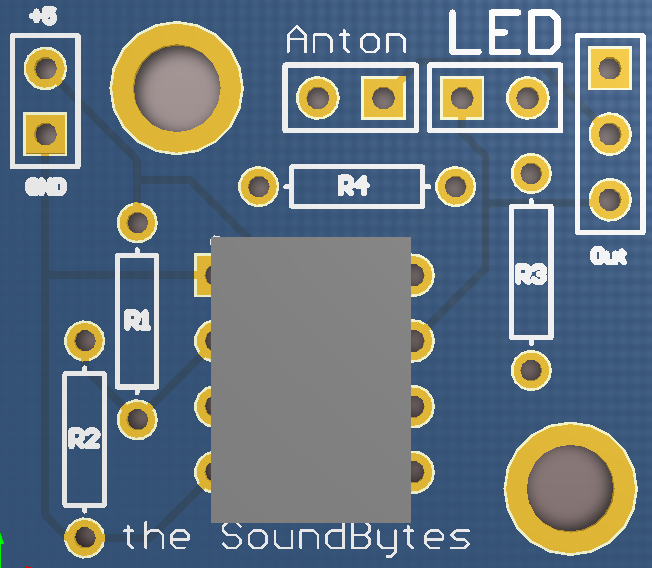 +5
Anton
LED
GND
R4
R3
Out
R1
R2
the SoundBytes